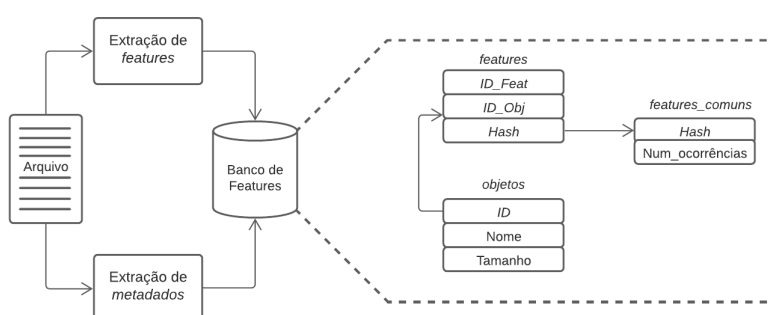 Extração de
features
Arquivo
Extração de
metadados
Banco de
Features
features
ID_Feat
ID_Obj
Hash
objetos
ID
Nome
Tamanho
features_comuns
Hash
Num_ocorrências